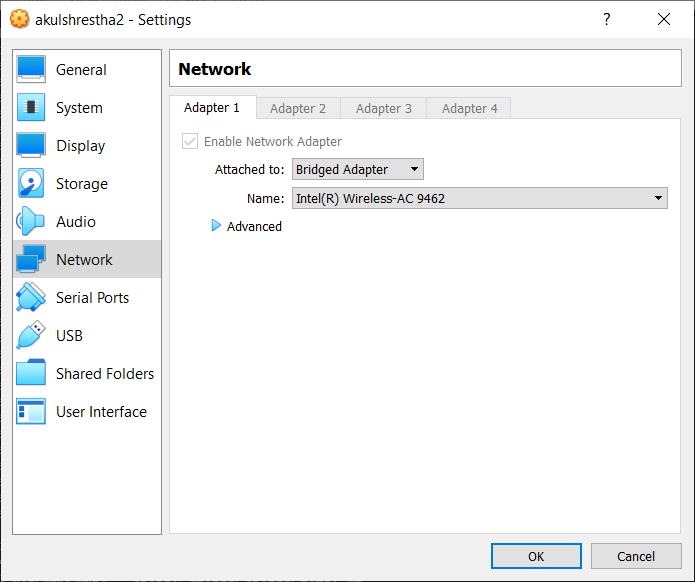 akulshrestha2 - Settings
?
General
System
Display
Storage
Audio
Network
Serial Ports
USB
Shared Folders
User Interface
Network
Adapter 1 Adapter 2 Adapter 3 Adapter 4
Enable Network Adapter
Attached to: Bridged Adapter
Name: Intel(R) Wireless-AC 9462
Advanced
OK Cancel